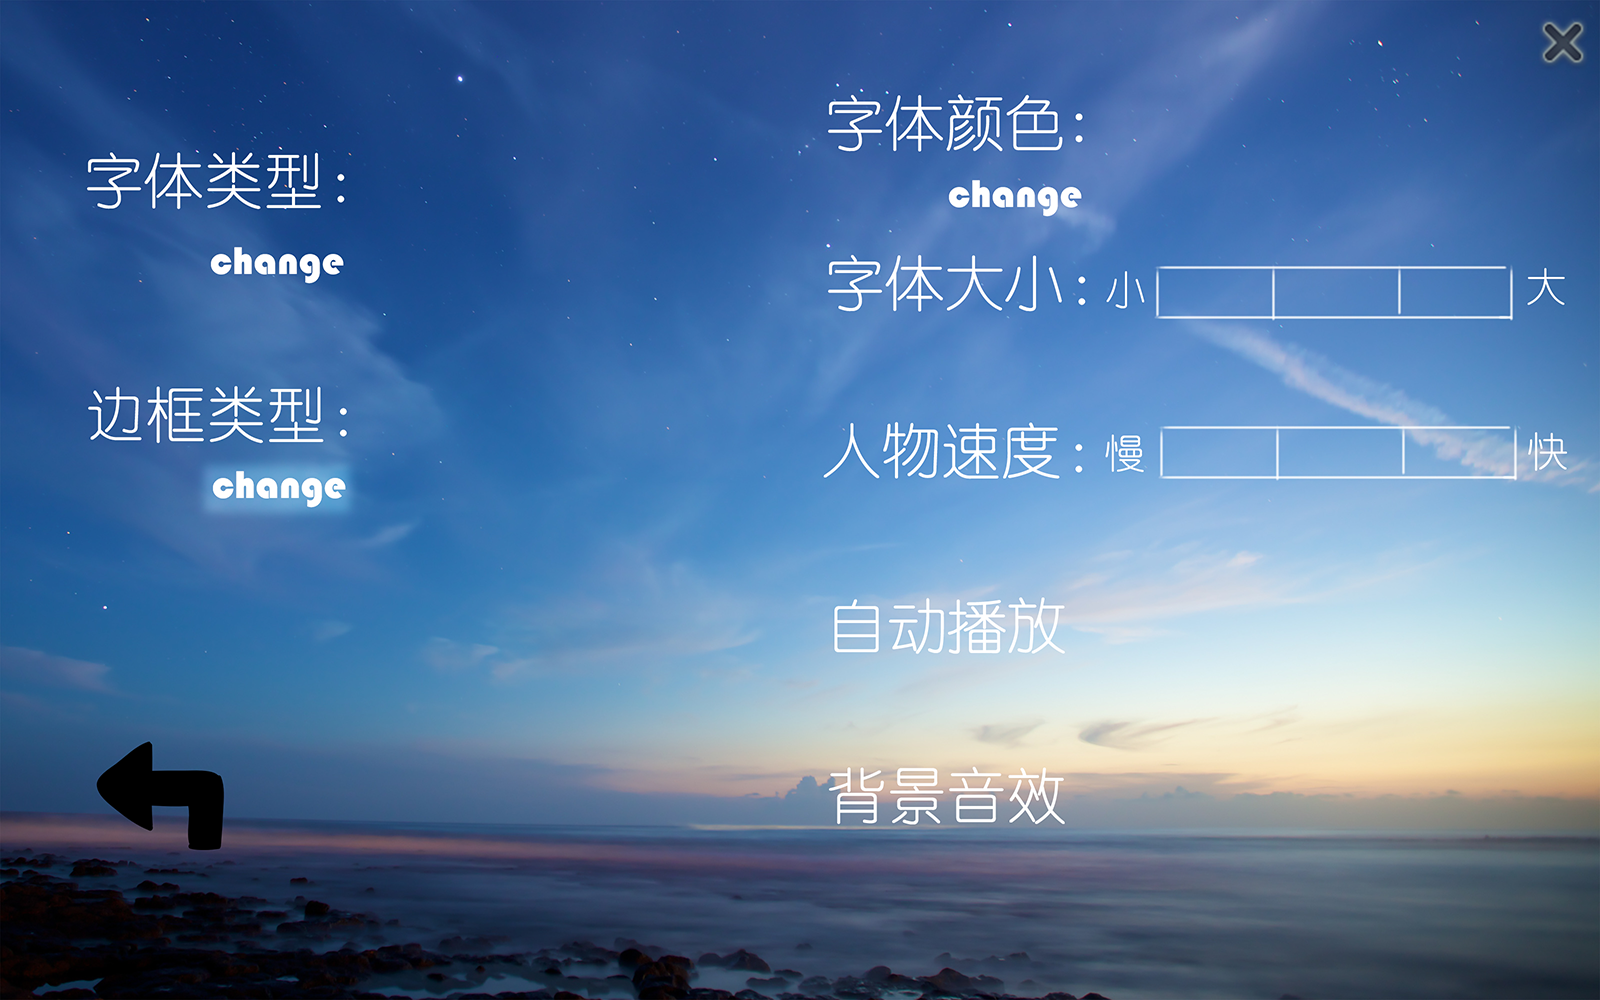 字体类型：
change
边框类型：
change
字体颜色：
change
字体大小：小 大
人物速度：慢 快
自动播放
背景音效